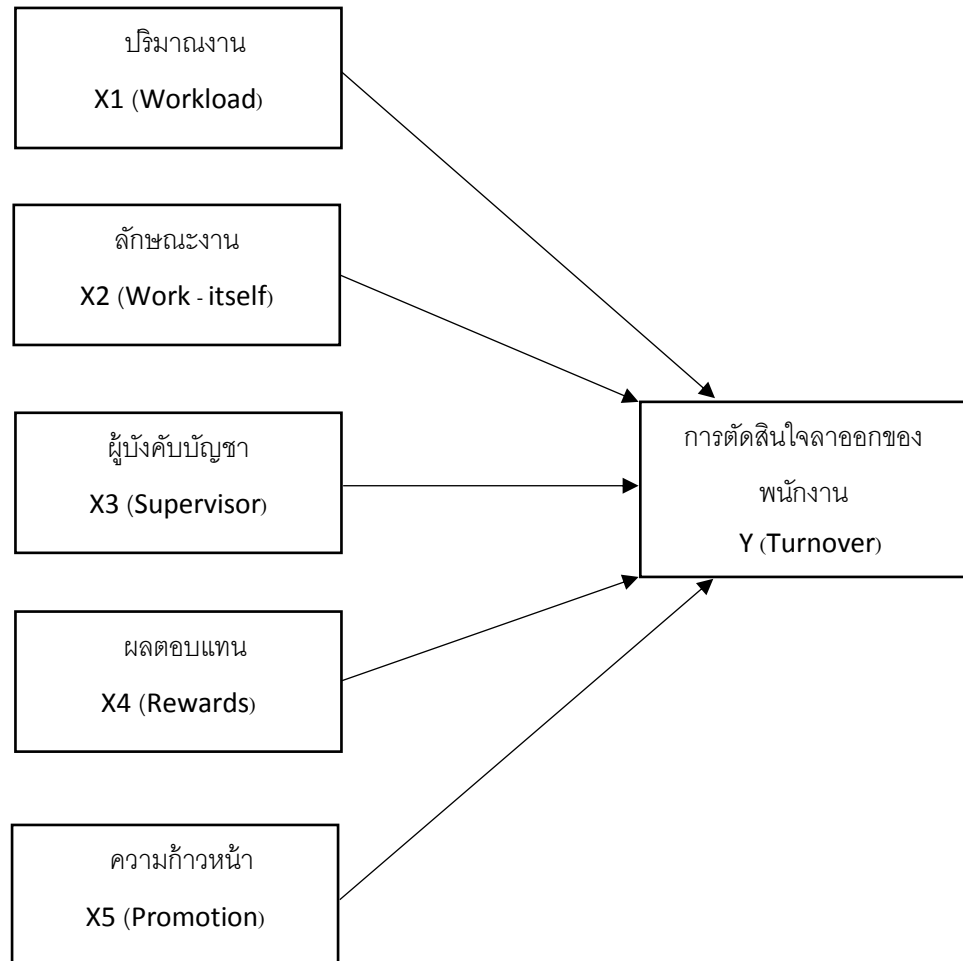 ปริมาณงาน
X1 (Workload)
ลักษณะงาน
X2 (Work - itself)
ผู้บังคับบัญชา
X3 (Supervisor)
ผลตอบแทน
X4 (Rewards)
ความก้าวหน้า
X5 (Promotion)
การตัดสินใจลาออกของ
พนักงาน
Y (Turnover)